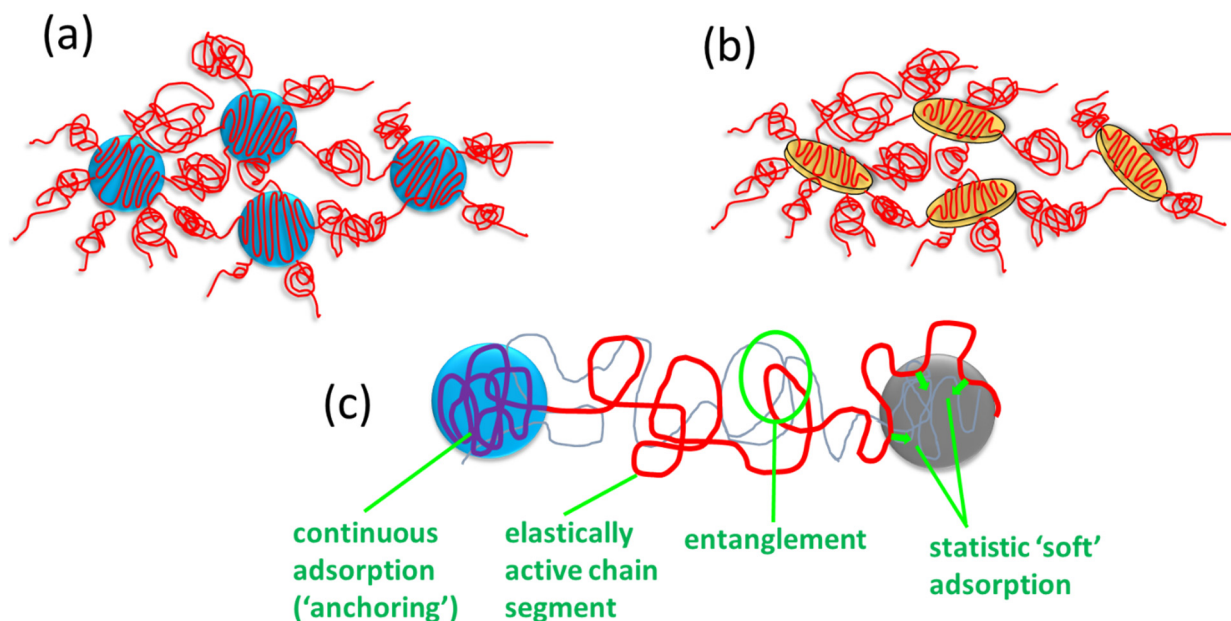 (a)
(b)
(c)
continuous
adsorption
('anchoring')
elastically
active chain
segment
entanglement
statistic 'soft'
adsorption